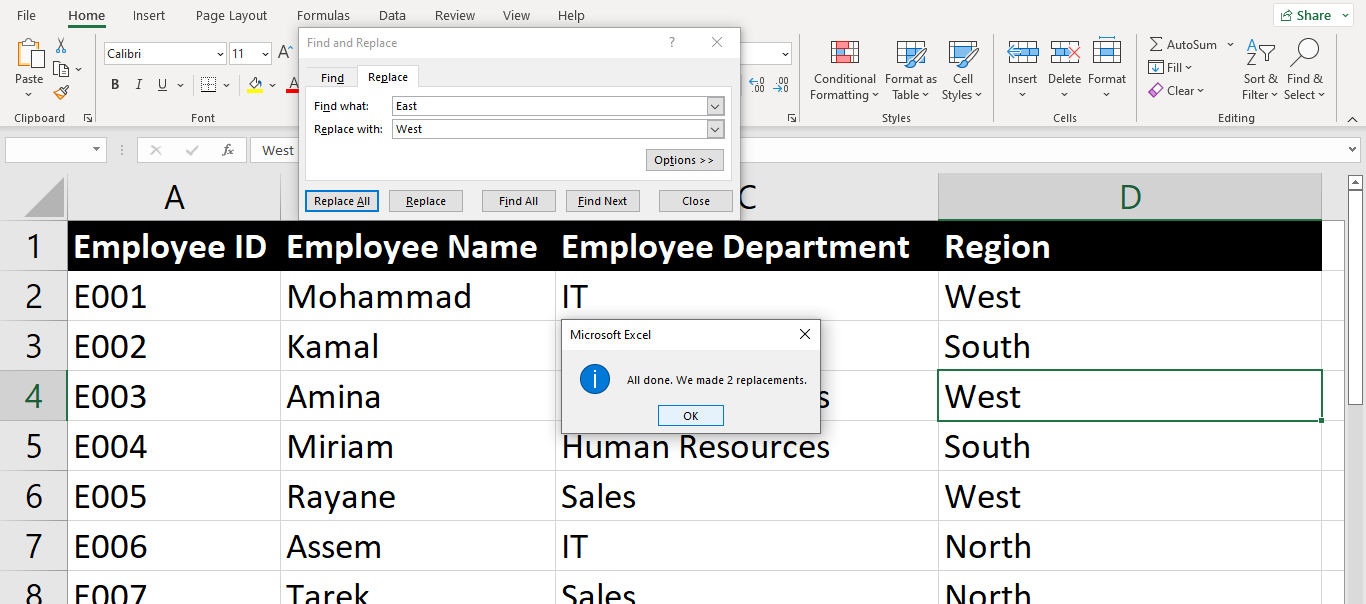 File Home Insert Page Layout Formulas Data Review View Help Share
Find and Replace ? 
Paste Calibri 11 A
B I U A
Clipboard Font
Find Replace
Find what: East
Replace with: West
Options >>
Replace All Replace Find All Find Next Close
.00 .00
Conditional Formatting Format as Table Cell Styles
Styles
Insert Delete Format
Cells
AutoSum
Fill
Clear
Sort & Filter Find & Select
Editing
fx West
A C D
1 Employee ID Employee Name Employee Department Region
2 E001 Mohammad IT West
3 E002 Kamal South
4 E003 Amina s West
5 E004 Miriam Human Resources South
6 E005 Rayane Sales West
7 E006 Assem IT North
8 E007 Tarek Sales North
Microsoft Excel
All done. We made 2 replacements.
OK